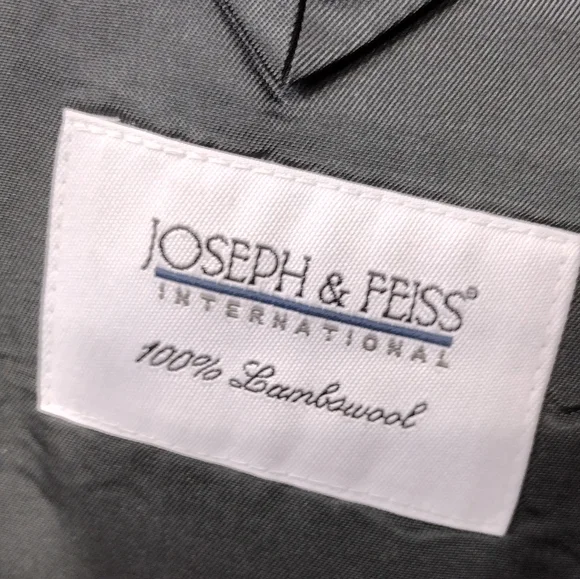 JOSEPH & FEISS®
INTERNATIONAL
100% Lambswool